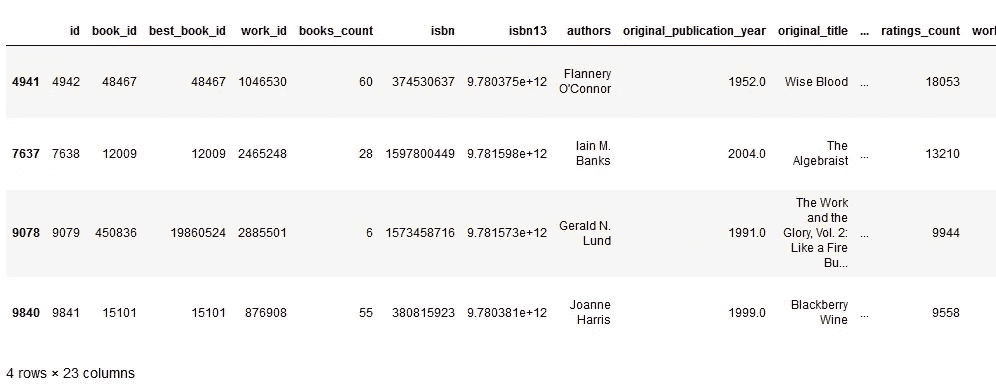 id book_id best_book_id work_id books_count isbn isbn13 authors original_publication_year original_title ... ratings_count worl
4941 4942 48467 48467 1046530 60 374530637 9.780375e+12 Flannery O'Connor 1952.0 Wise Blood ... 18053
7637 7638 12009 12009 2465248 28 1597800449 9.781598e+12 Iain M. Banks 2004.0 The Algebraist ... 13210
9078 9079 450836 19860524 2885501 6 1573458716 9.781573e+12 Gerald N. Lund 1991.0 The Work and the Glory, Vol. 2: Like a Fire Bu... ... 9944
9840 9841 15101 15101 876908 55 380815923 9.780381e+12 Joanne Harris 1999.0 Blackberry Wine ... 9558
4 rows × 23 columns